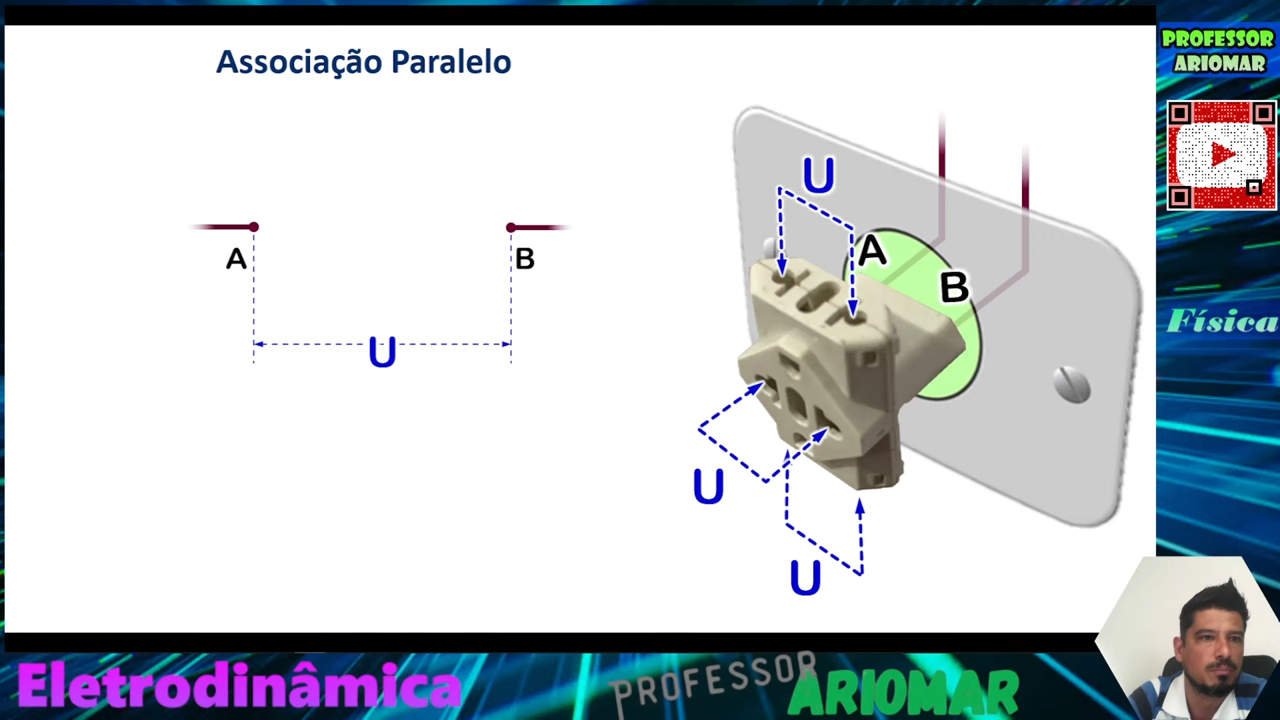 Associação Paralelo
PROFESSOR
ARIOMAR
U
A
B
A
B
U
Física
U
U
Eletrodinâmica
PROFESSOR
ARIOMAR